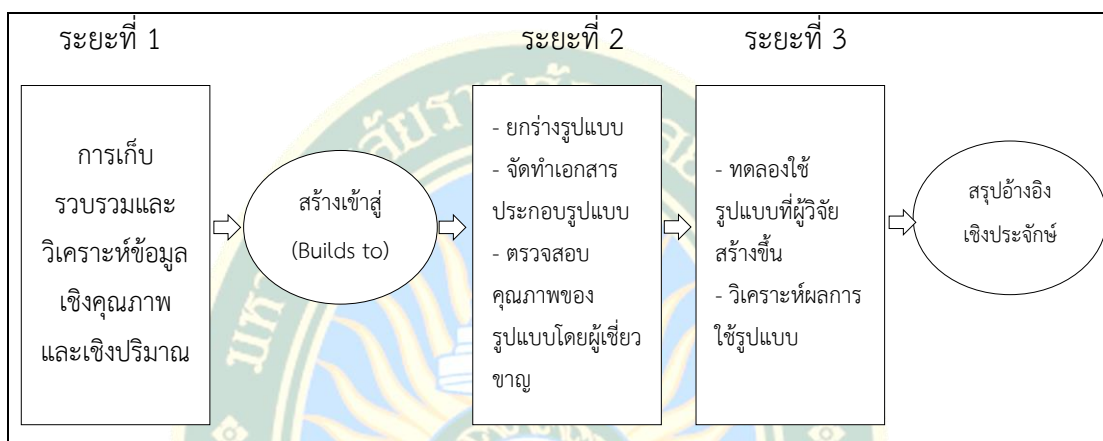 ระยะที่ 1
ระยะที่ 2
ระยะที่ 3
การเก็บ
รวบรวมและ
วิเคราะห์ข้อมูล
เชิงคุณภาพ
และเชิงปริมาณ
สร้างเข้าสู่
(Builds to)
- ยกร่างรูปแบบ
- จัดทำเอกสาร
ประกอบรูปแบบ
- ตรวจสอบ
คุณภาพของ
รูปแบบโดยผู้เชี่ยว
ชาญ
- ทดลองใช้
รูปแบบที่ผู้วิจัย
สร้างขึ้น
- วิเคราะห์ผลการ
ใช้รูปแบบ
สรุปอ้างอิง
เชิงประจักษ์